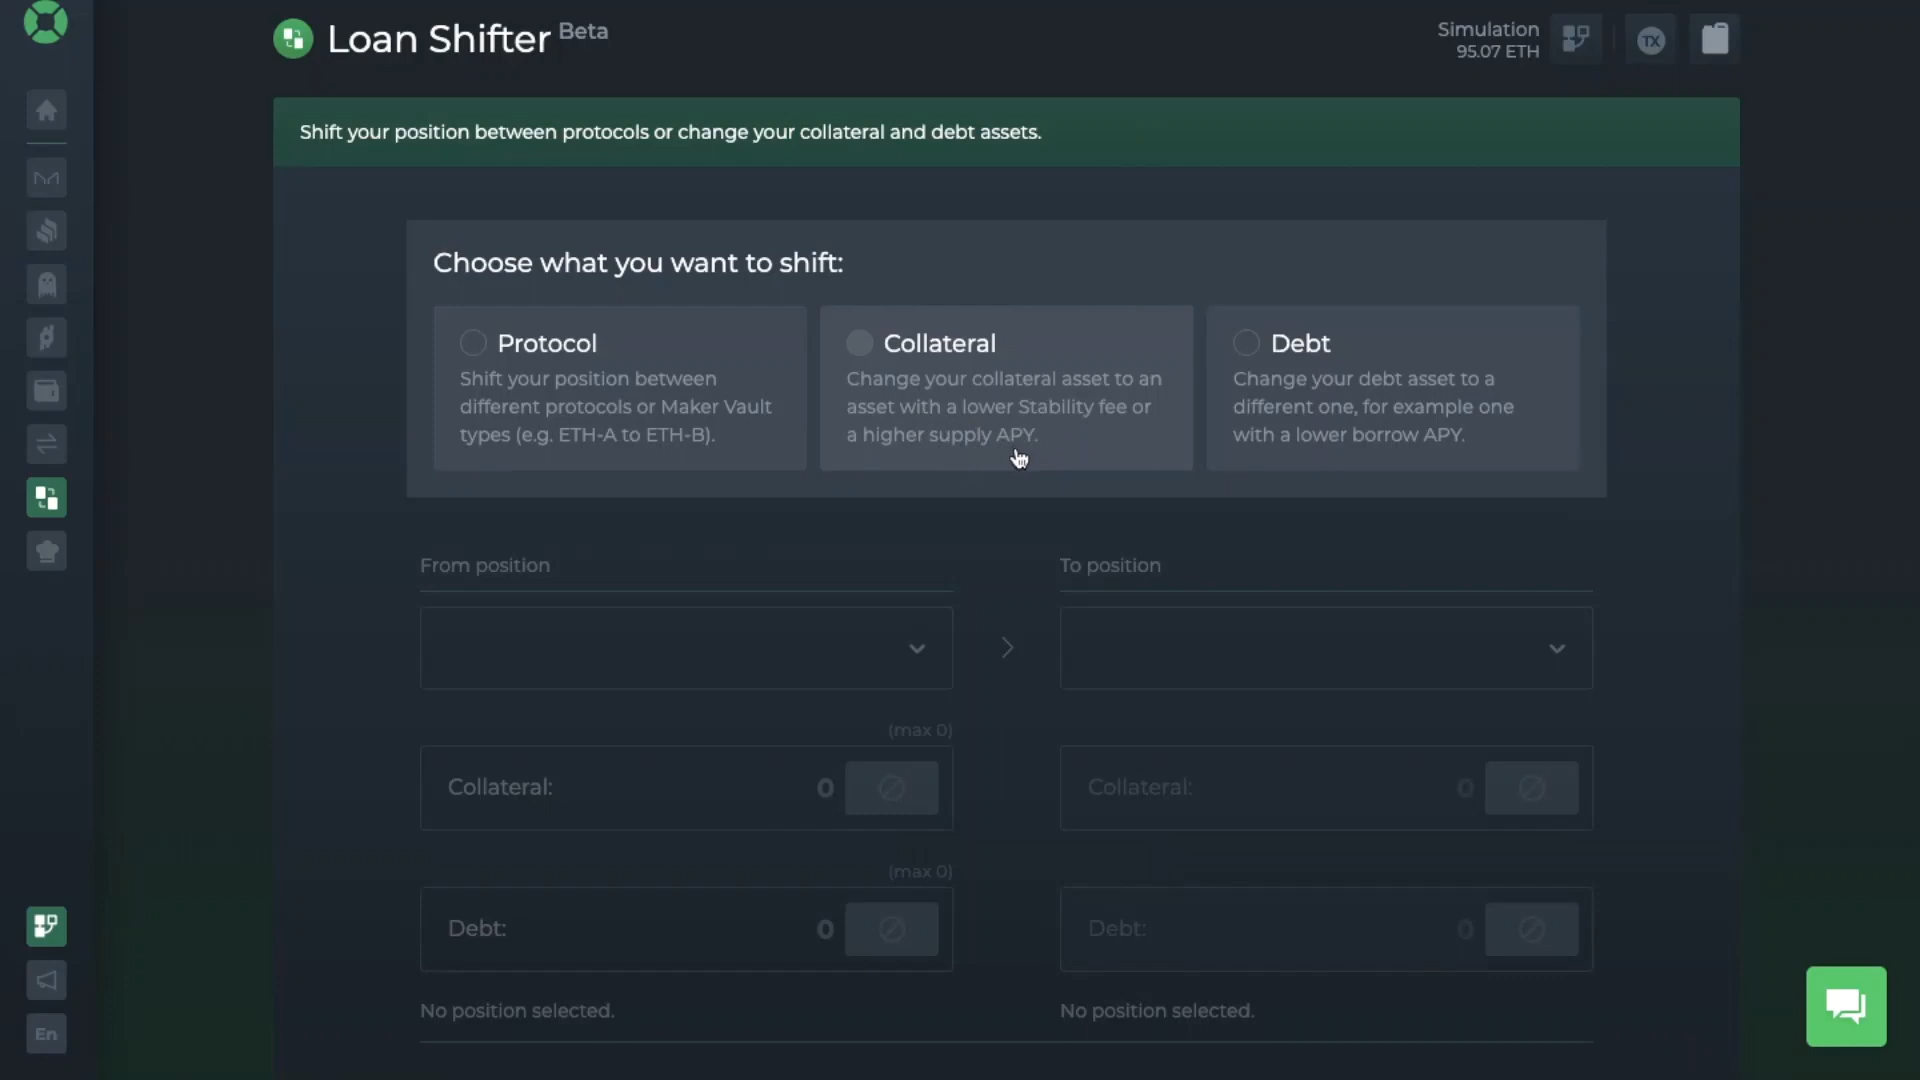 Loan Shifter Beta
Simulation
95.07 ETH
TX
Shift your position between protocols or change your collateral and debt assets.
Choose what you want to shift:
Protocol
Shift your position between
different protocols or Maker Vault
types (e.g. ETH-A to ETH-B).
Collateral
Change your collateral asset to an
asset with a lower Stability fee or
a higher supply APY.
Debt
Change your debt asset to a
different one, for example one
with a lower borrow APY.
From position
To position
(max 0)
Collateral: 0
Collateral: 0
(max 0)
Debt: 0
Debt: 0
No position selected.
No position selected.
En